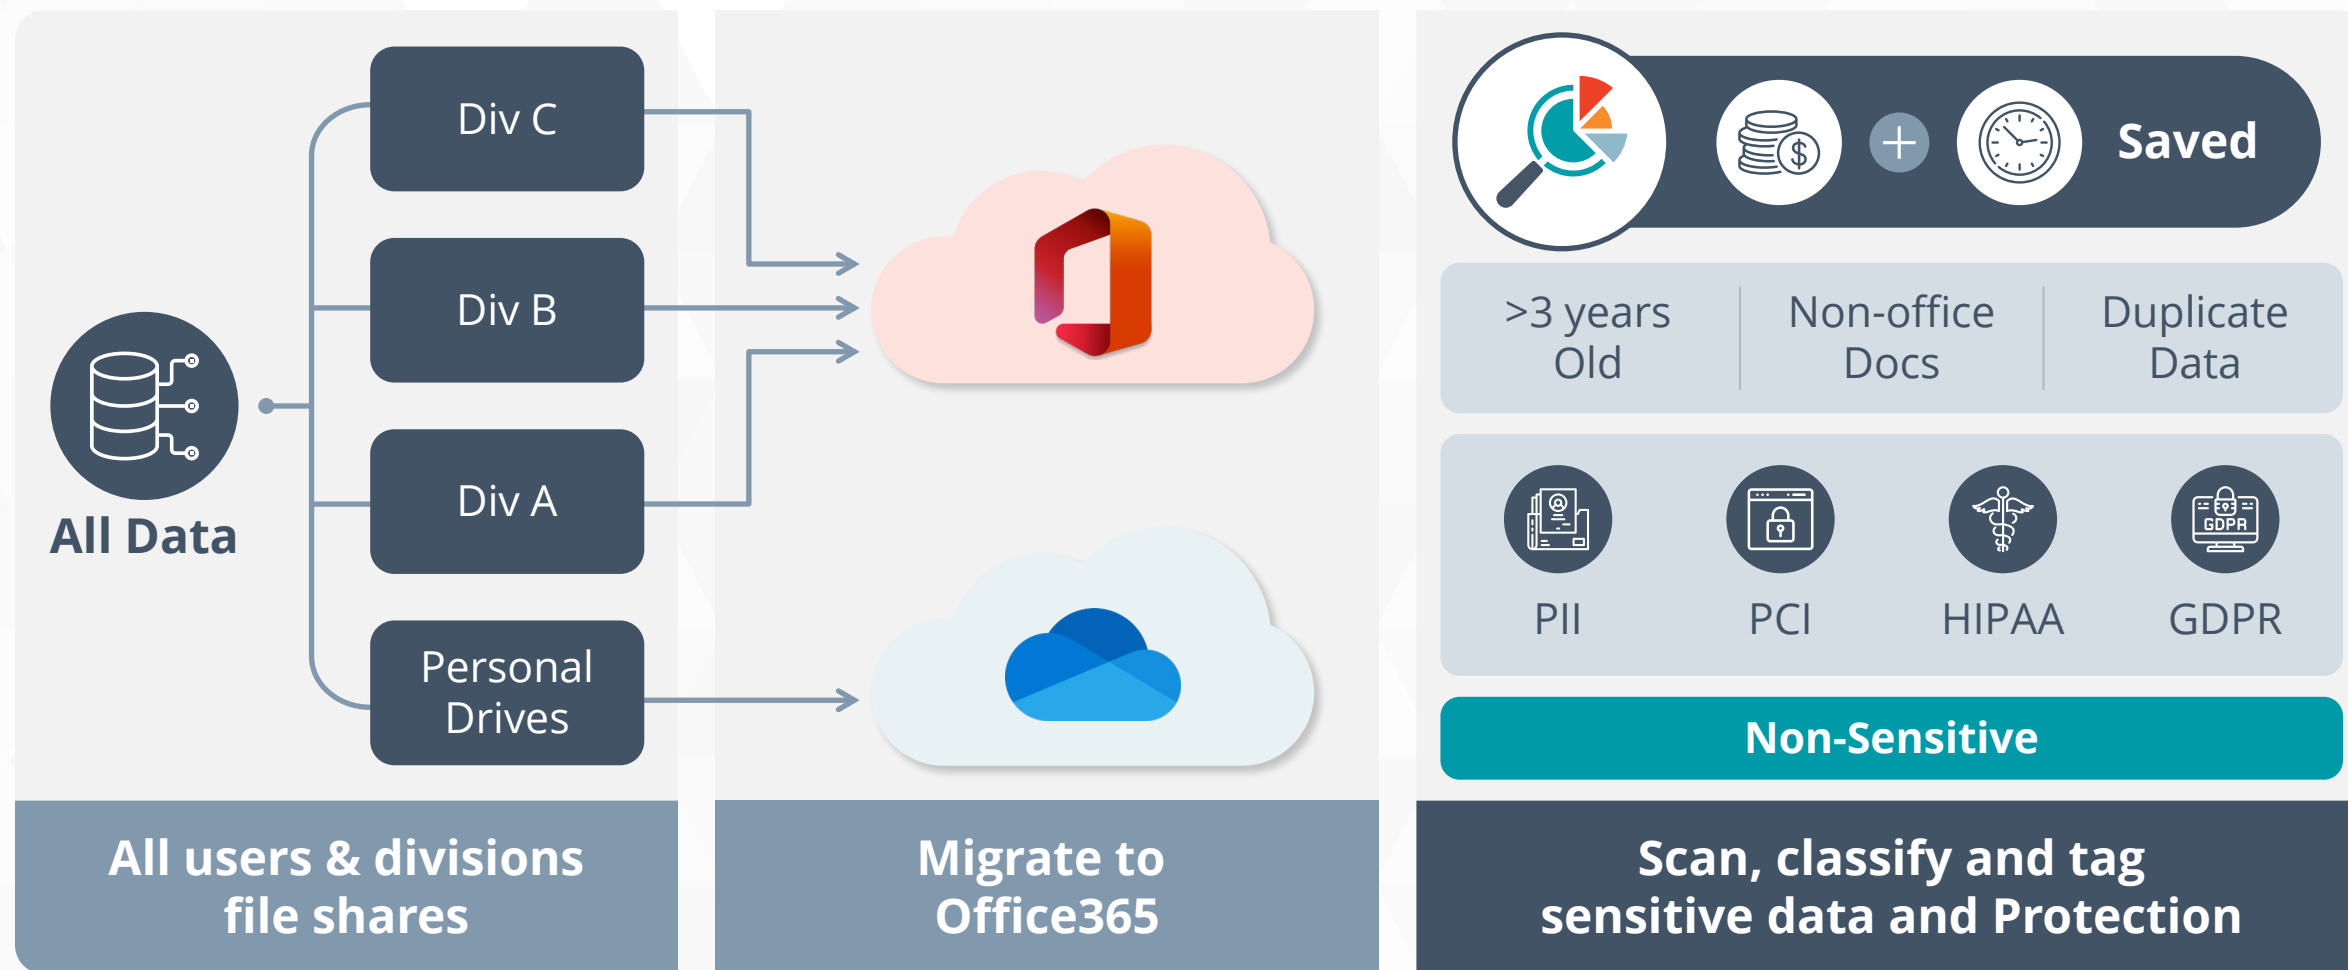 All Data
Div C
Div B
Div A
Personal
Drives
All users & divisions
file shares
Migrate to
Office365
$
Saved
>3 years
Old
Non-office
Docs
Duplicate
Data
GDPR
PII
PCI
HIPAA
GDPR
Non-Sensitive
Scan, classify and tag
sensitive data and Protection